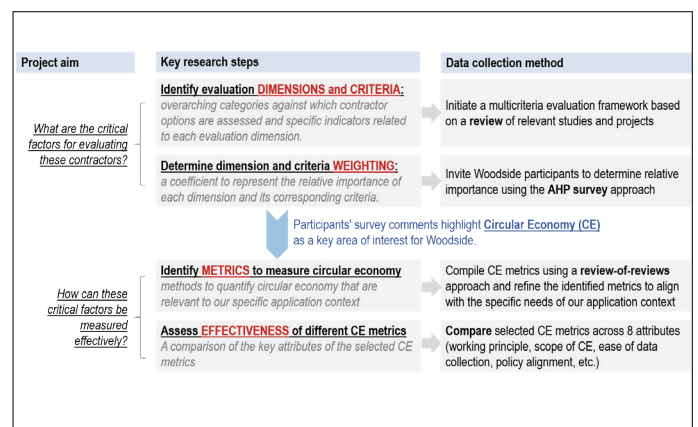 Project aim
Key research steps
Data collection method
What are the critical
factors for evaluating
these contractors?
Identify evaluation DIMENSIONS and CRITERIA:
overarching categories against which contractor
options are assessed and specific indicators related
to each evaluation dimension.
Initiate a multicriteria evaluation framework based
on a review of relevant studies and projects
Determine dimension and criteria WEIGHTING:
a coefficient to represent the relative importance of
each dimension and its corresponding criteria.
Invite Woodside participants to determine relative
importance using the AHP survey approach
Participants' survey comments highlight Circular Economy (CE)
as a key area of interest for Woodside.
How can these
critical factors be
measured
effectively?
Identify METRICS to measure circular economy
methods to quantify circular economy that are
relevant to our specific application context
Compile CE metrics using a review-of-reviews
approach and refine the identified metrics to align
with the specific needs of our application context
Assess EFFECTIVENESS of different CE metrics
A comparison of the key attributes of the selected CE
metrics
Compare selected CE metrics across 8 attributes
(working principle, scope of CE, ease of data
collection, policy alignment, etc.)